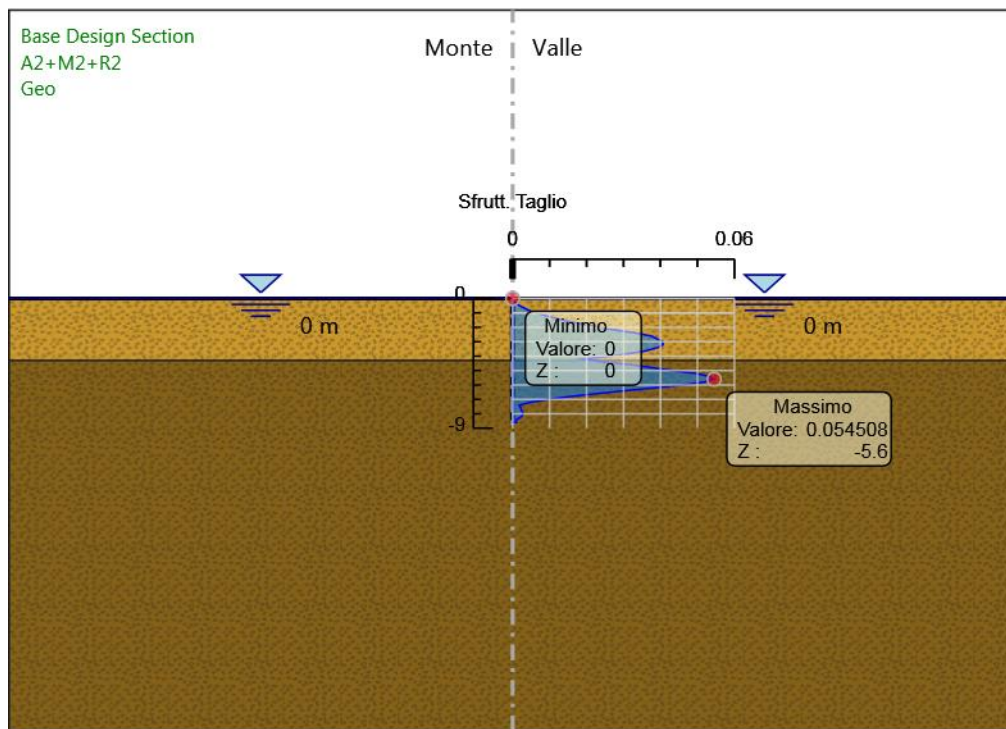 Base Design Section
A2+M2+R2
Geo
Monte
Valle
Sfrutt. Taglio
0
0.06
0
0 m
0 m
Minimo
Valore: 0
Z : 0
-9
Massimo
Valore: 0.054508
Z : -5.6